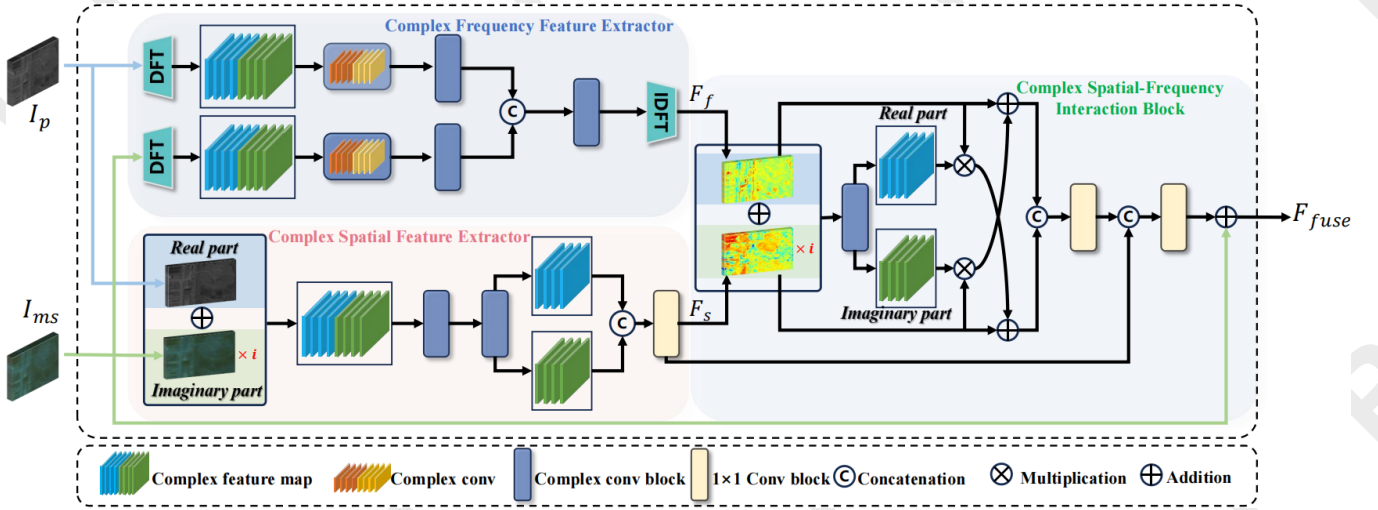 Complex Frequency Feature Extractor
I_p
DFT
DFT
C
IDFT
F_f
Complex Spatial-Frequency
Interaction Block
Real part
× i
Imaginary part
C
C
F_fuse
Complex Spatial Feature Extractor
Real part
I_ms
× i
Imaginary part
C
F_s
Complex feature map
Complex conv
Complex conv block
1×1 Conv block
C Concatenation
Multiplication
Addition